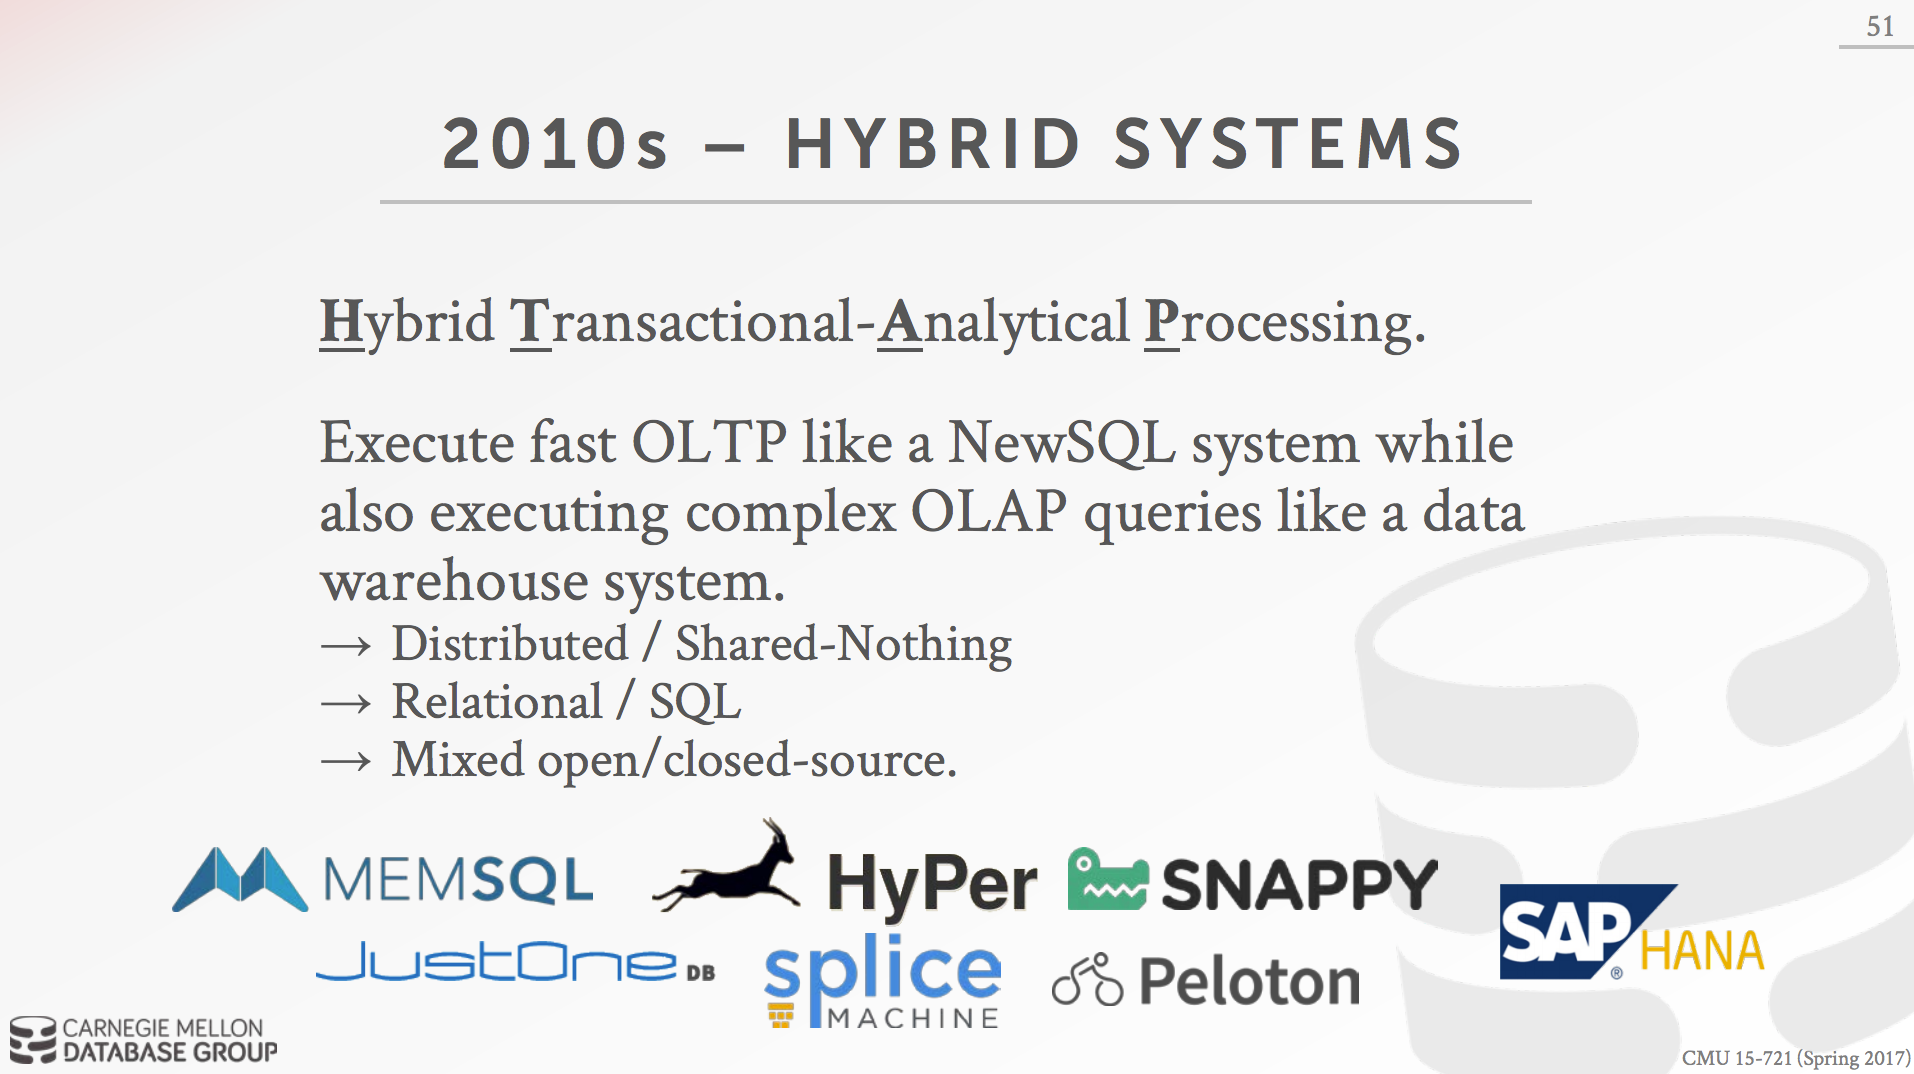 51
2010s – HYBRID SYSTEMS
Hybrid Transactional-Analytical Processing.
Execute fast OLTP like a NewSQL system while
also executing complex OLAP queries like a data
warehouse system.
→ Distributed / Shared-Nothing
→ Relational / SQL
→ Mixed open/closed-source.
MEMSQL HyPer SNAPPY
SAP® HANA
JustOne DB splice MACHINE Peloton
CARNEGIE MELLON
DATABASE GROUP
CMU 15-721 (Spring 2017)